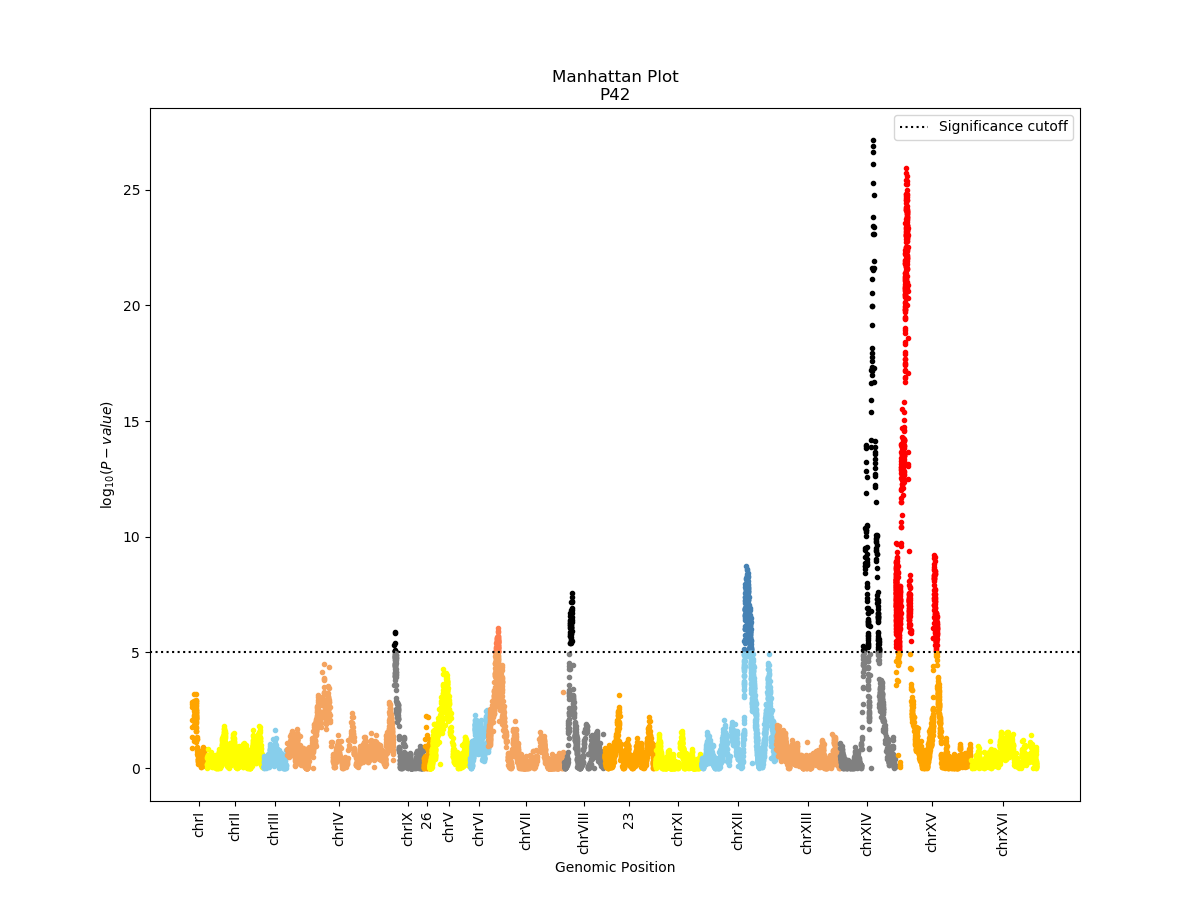 Manhattan Plot
P42
Significance cutoff
25
20
15
10
5
0
log10(P − value)
chrI
chrII
chrIII
chrIV
chrIX
26
chrV
chrVI
chrVII
chrVIII
23
chrXI
chrXII
chrXIII
chrXIV
chrXV
chrXVI
Genomic Position